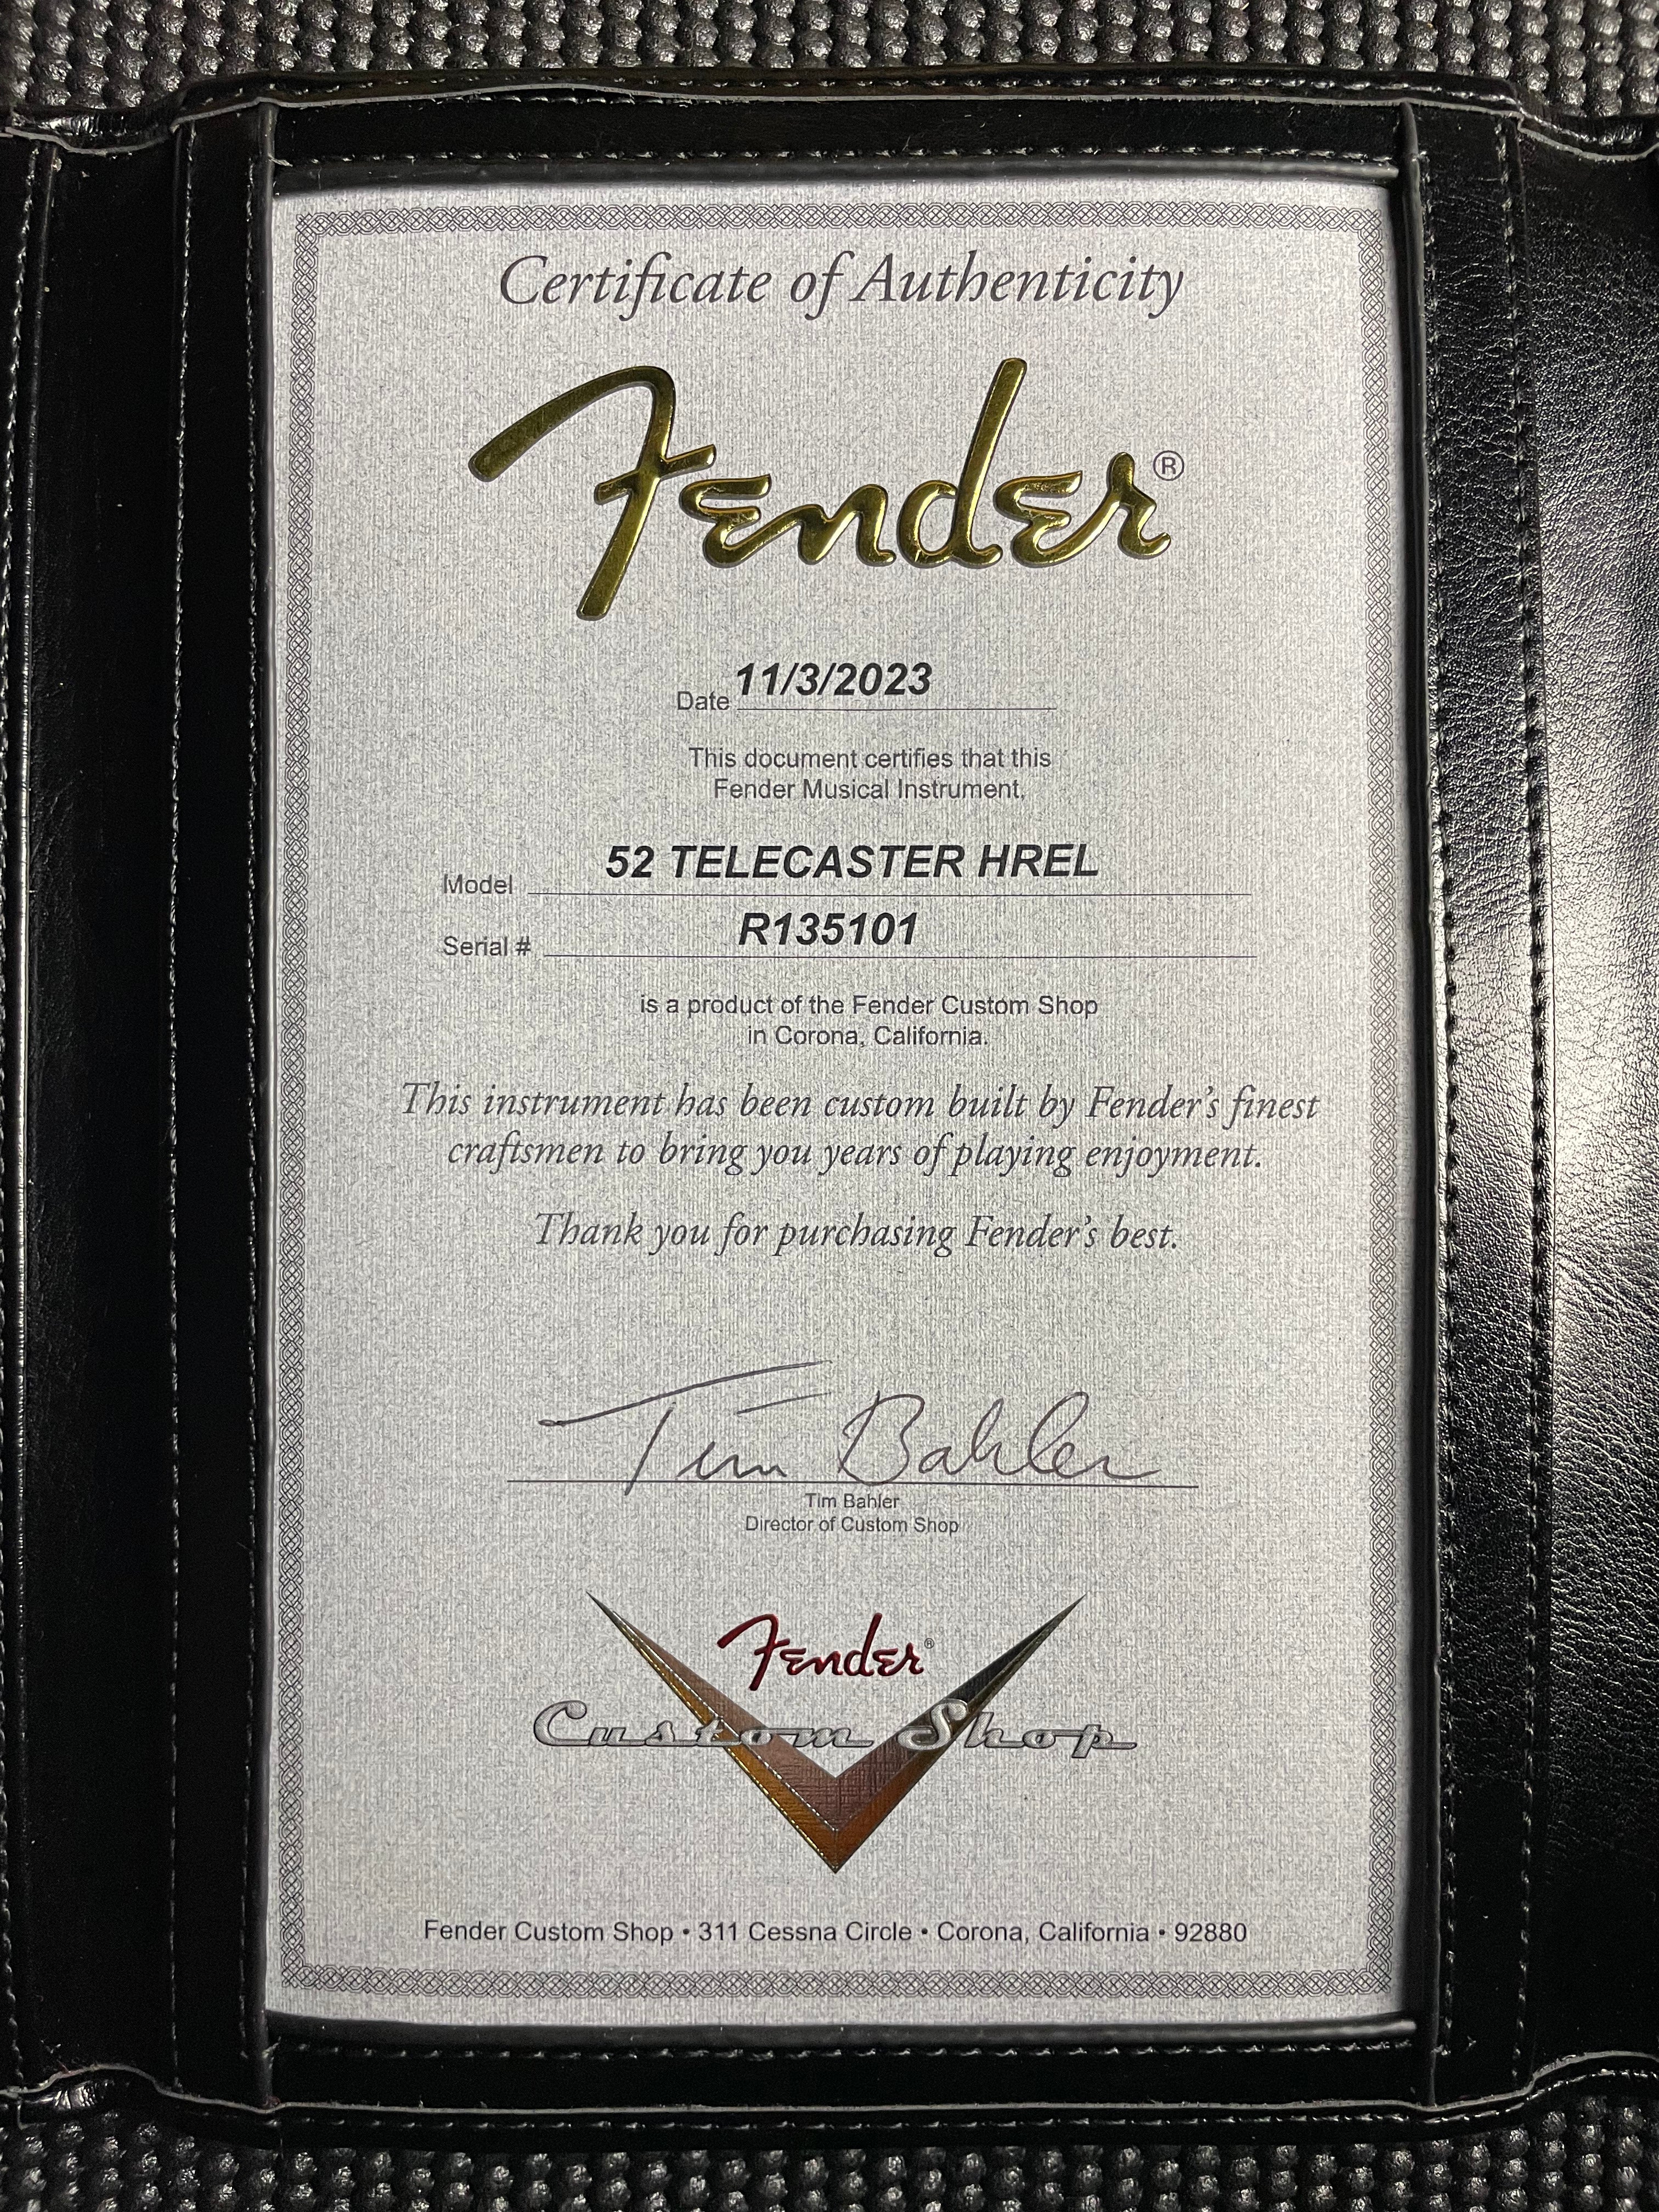 Certificate of Authenticity
Fender®
Date 11/3/2023
This document certifies that this
Fender Musical Instrument,
Model 52 TELECASTER HREL
Serial # R135101
is a product of the Fender Custom Shop
in Corona, California.
This instrument has been custom built by Fender's finest
craftsmen to bring you years of playing enjoyment.
Thank you for purchasing Fender's best.
Tim Bahler
Tim Bahler
Director of Custom Shop
Fender®
Custom Shop
Fender Custom Shop • 311 Cessna Circle • Corona, California • 92880